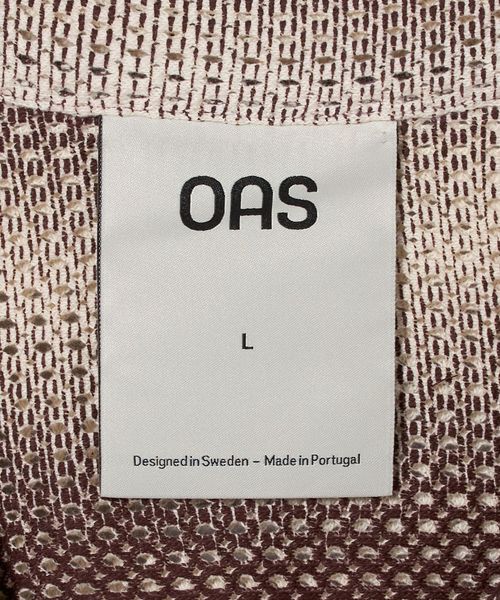 OAS
L
Designed in Sweden – Made in Portugal